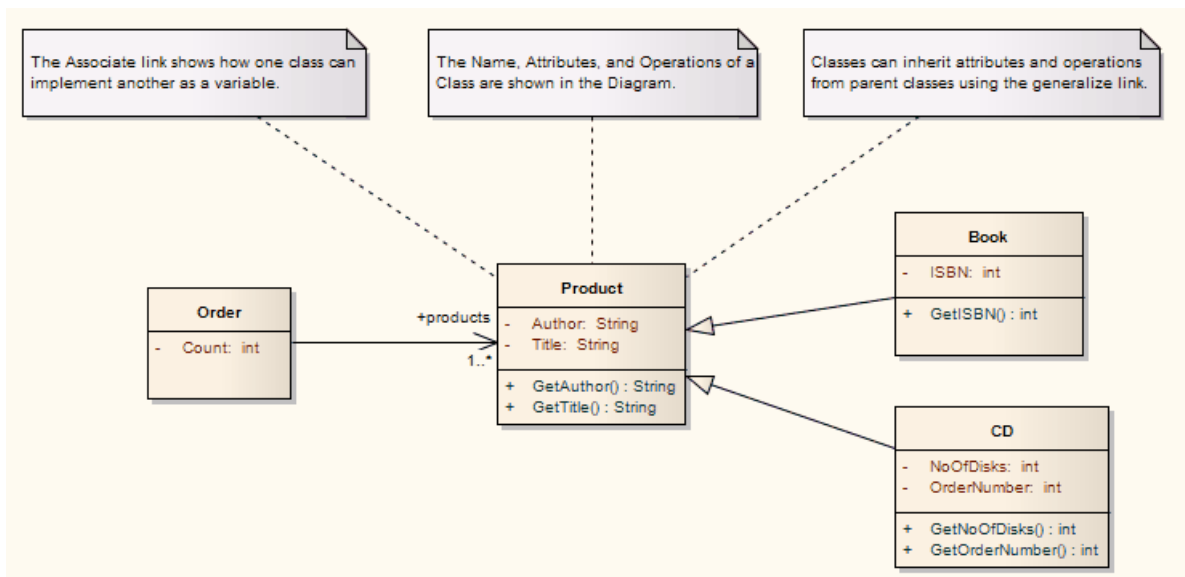 The Associate link shows how one class can
implement another as a variable.
The Name, Attributes, and Operations of a
Class are shown in the Diagram.
Classes can inherit attributes and operations
from parent classes using the generalize link.
Order
- Count: int
+products
1..*
Product
- Author: String
- Title: String
+ GetAuthor() : String
+ GetTitle() : String
Book
- ISBN: int
+ GetISBN() : int
CD
- NoOfDisks: int
- OrderNumber: int
+ GetNoOfDisks() : int
+ GetOrderNumber() : int